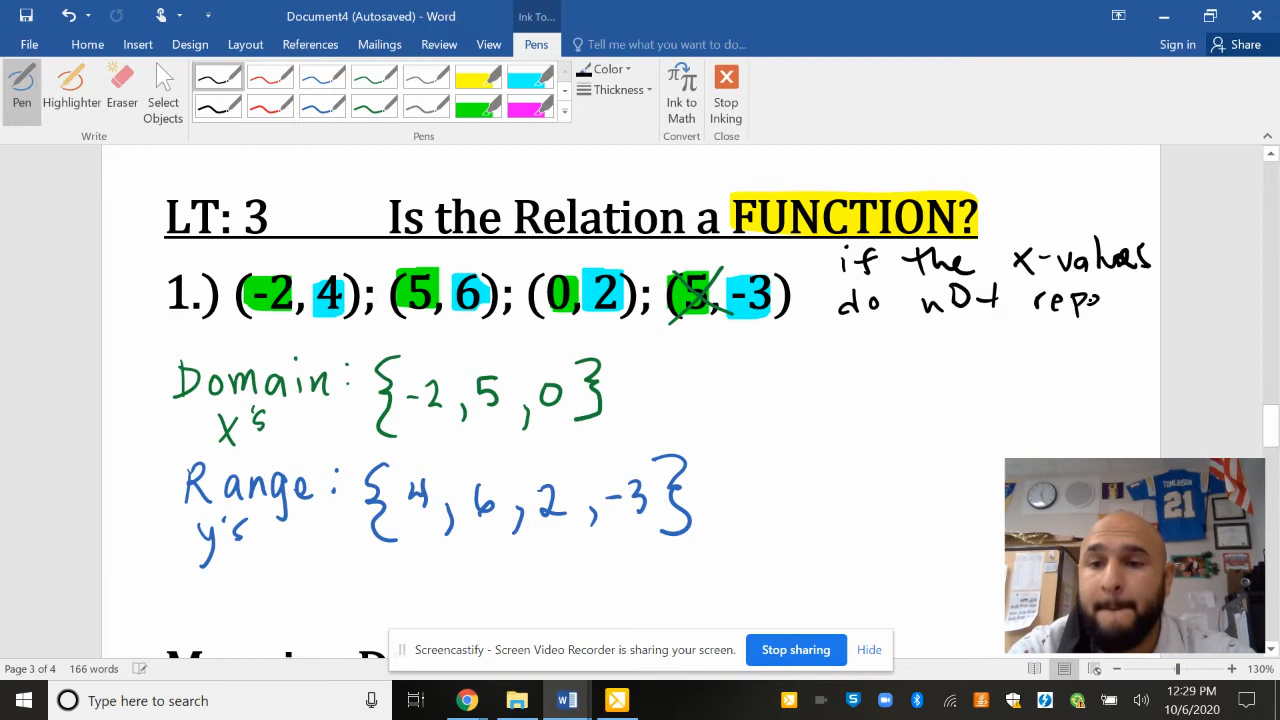 Document4 (Autosaved) - Word
Ink To...
File Home Insert Design Layout References Mailings Review View Pens Tell me what you want to do... Sign in Share
Pen Highlighter Eraser Select Objects
Color
Thickness
Ink to Math
Stop Inking
Write Pens Convert Close
LT: 3 Is the Relation a FUNCTION?
if the x-values
1.) (-2, 4); (5, 6); (0, 2); (5, -3)
do not repe
Domain: {-2, 5, 0}
x's
Range: {4, 6, 2, -3}
y's
TOMLINSON
21
Screencastify - Screen Video Recorder is sharing your screen. Stop sharing Hide
Page 3 of 4 166 words 130%
Type here to search
12:29 PM
10/6/2020